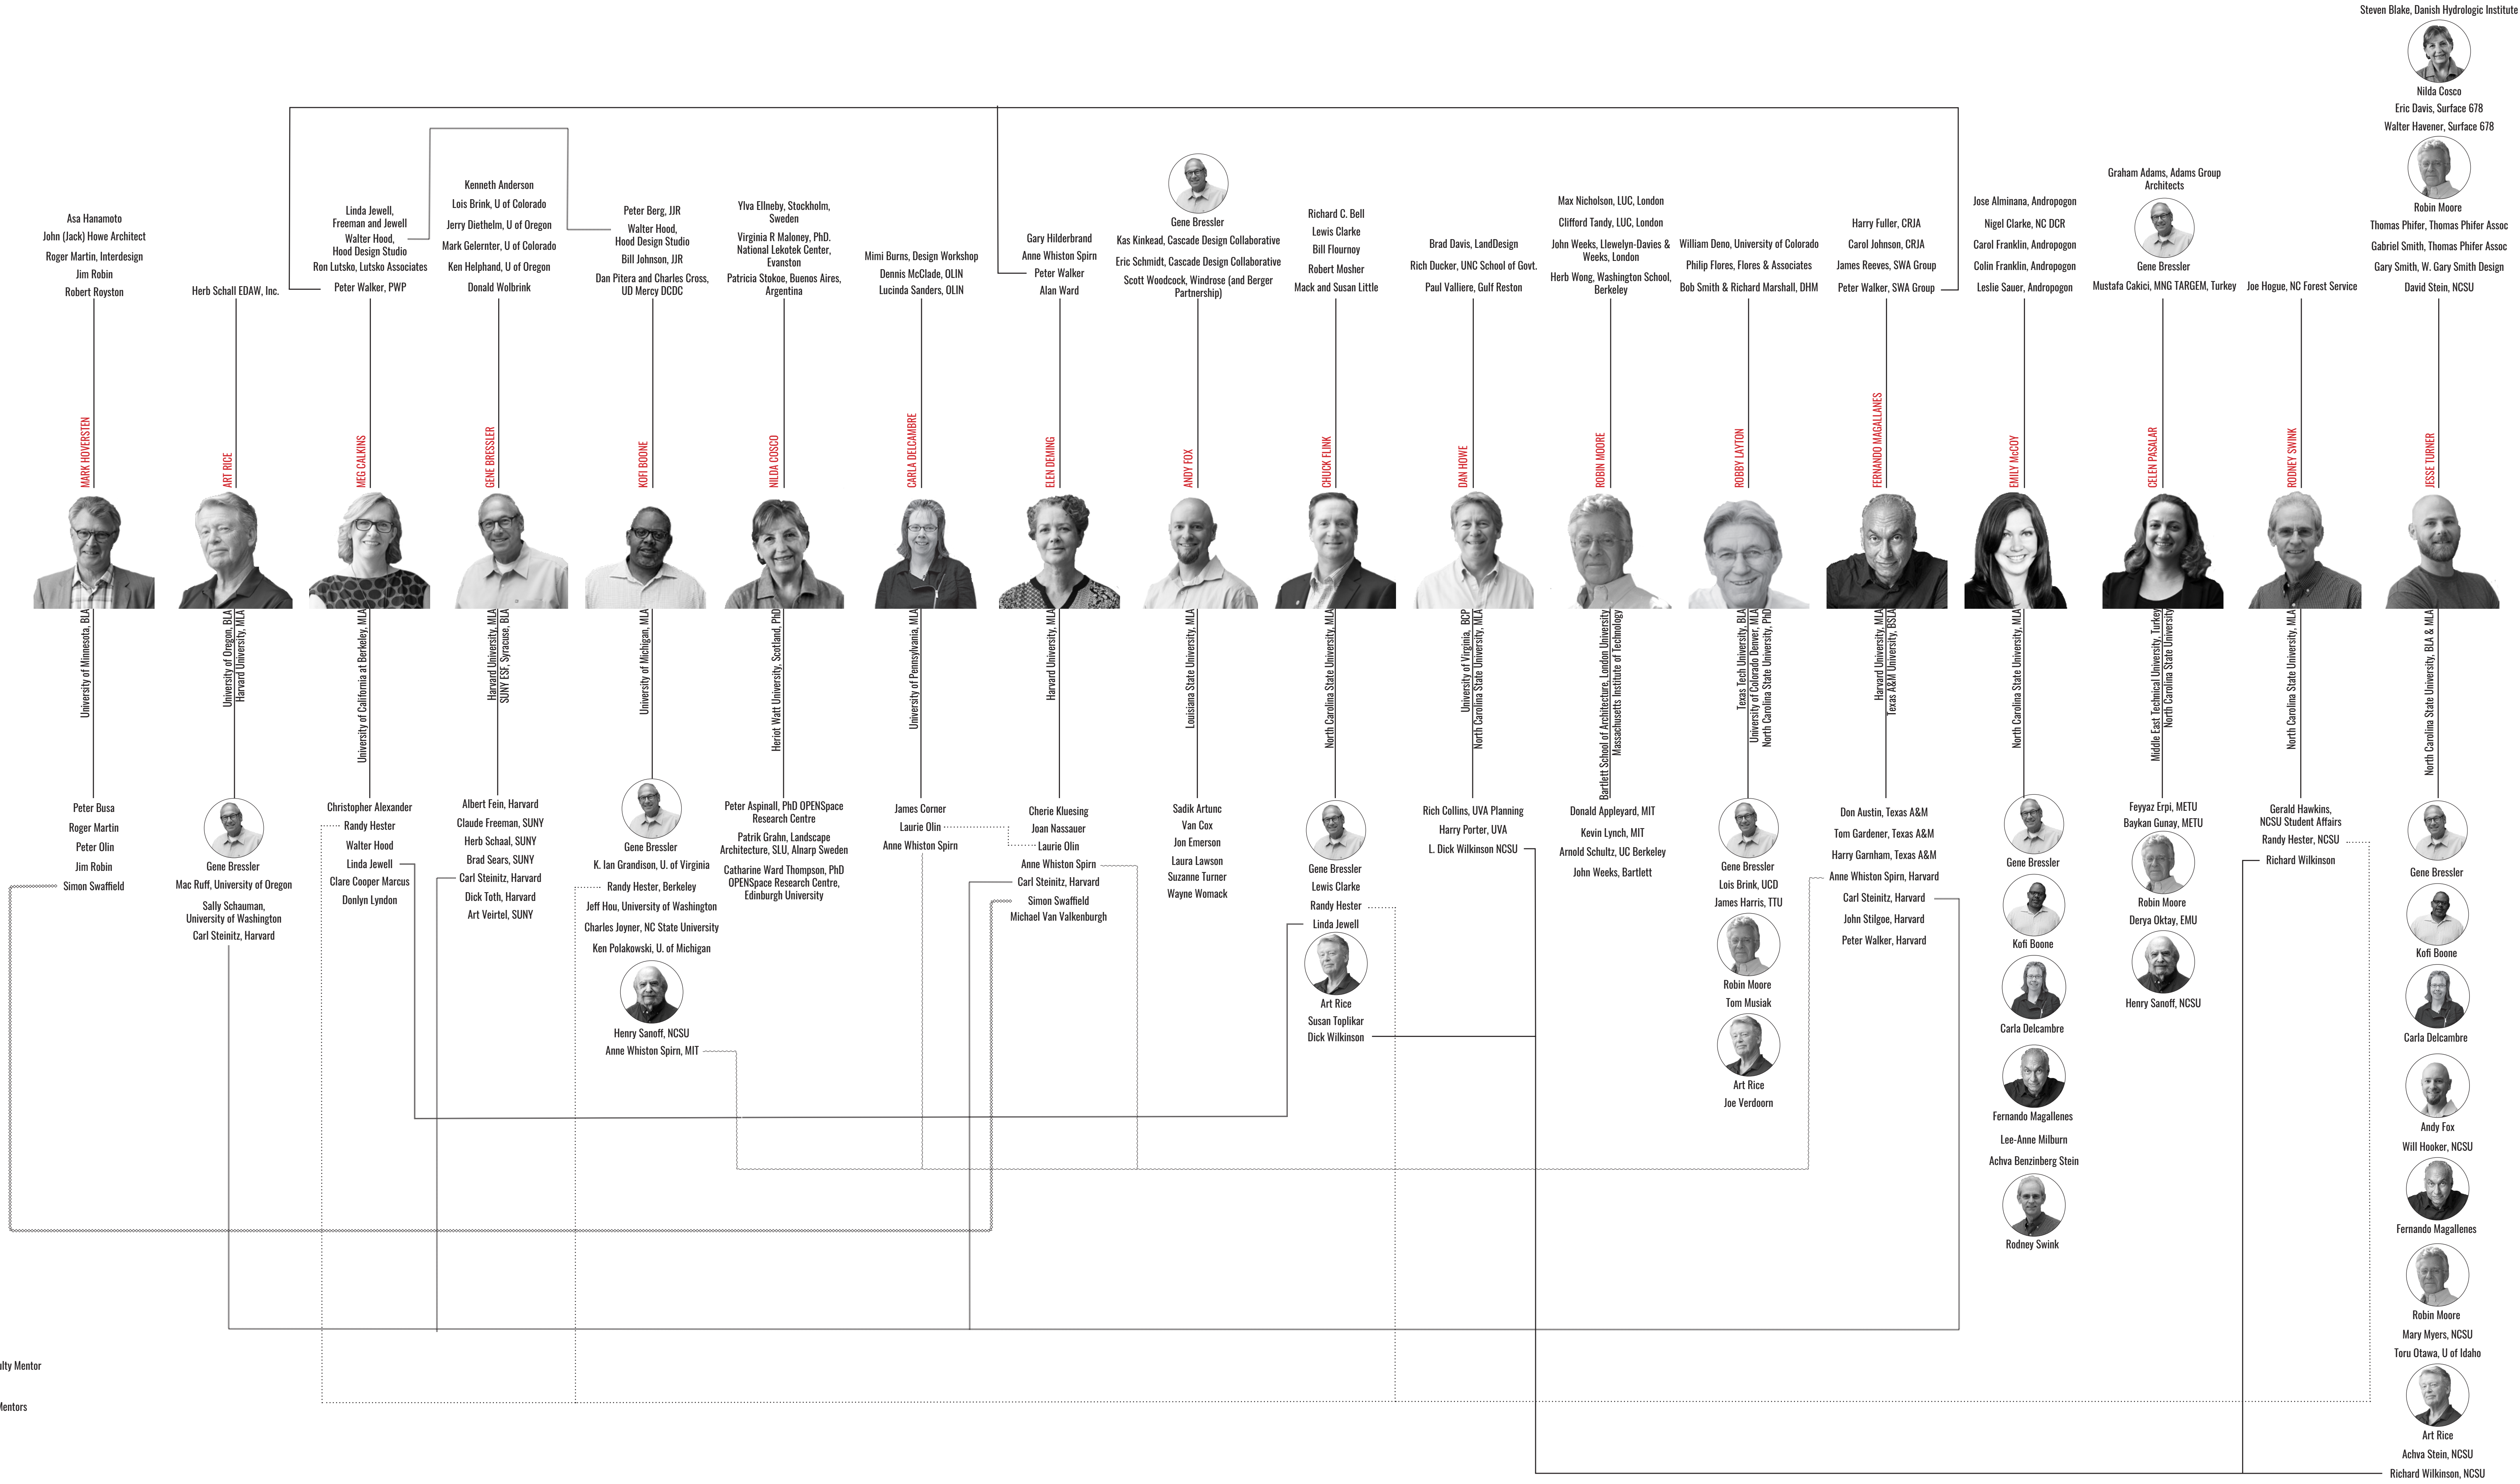 Asa Hanamoto
John (Jack) Howe Architect
Roger Martin, Interdesign
Jim Robin
Robert Royston
MARK HOVERSTEN
University of Minnesota, BLA
Peter Busa
Roger Martin
Peter Olin
Jim Robin
Simon Swaffield
Herb Schall EDAW, Inc.
ART RICE
University of Oregon, BLA
Harvard University, MLA
Gene Bressler
Mac Ruff, University of Oregon
Sally Schauman,
University of Washington
Carl Steinitz, Harvard
Linda Jewell,
Freeman and Jewell
Walter Hood,
Hood Design Studio
Ron Lutsko, Lutsko Associates
Peter Walker, PWP
MEG CALKINS
University of California at Berkeley, MLA
Christopher Alexander
Randy Hester
Walter Hood
Linda Jewell
Clare Cooper Marcus
Donlyn Lyndon
Kenneth Anderson
Lois Brink, U of Colorado
Jerry Diethelm, U of Oregon
Mark Gelernter, U of Colorado
Ken Helphand, U of Oregon
Donald Wolbrink
GENE BRESSLER
Harvard University, MLA
SUNY ESF, Syracuse, BLA
Albert Fein, Harvard
Claude Freeman, SUNY
Herb Schaal, SUNY
Brad Sears, SUNY
Carl Steinitz, Harvard
Dick Toth, Harvard
Art Veirtel, SUNY
Peter Berg, JJR
Walter Hood,
Hood Design Studio
Bill Johnson, JJR
Dan Pitera and Charles Cross,
UD Mercy DCDC
KOFI BOONE
University of Michigan, MLA
Gene Bressler
K. Ian Grandison, U. of Virginia
Randy Hester, Berkeley
Jeff Hou, University of Washington
Charles Joyner, NC State University
Ken Polakowski, U. of Michigan
Henry Sanoff, NCSU
Anne Whiston Spirn, MIT
Ylva Ellneby, Stockholm,
Sweden
Virginia R Maloney, PhD.
National Lekotek Center,
Evanston
Patricia Stokoe, Buenos Aires,
Argentina
NILDA COSCO
Heriot Watt University, Scotland, PhD
Peter Aspinall, PhD OPENSpace
Research Centre
Patrik Grahn, Landscape
Architecture, SLU, Alnarp Sweden
Catharine Ward Thompson, PhD
OPENSpace Research Centre,
Edinburgh University
Mimi Burns, Design Workshop
Dennis McClade, OLIN
Lucinda Sanders, OLIN
CARLA DELCAMBRE
University of Pennsylvania, MLA
James Corner
Laurie Olin
Anne Whiston Spirn
Gary Hilderbrand
Anne Whiston Spirn
Peter Walker
Alan Ward
ELEN DEMING
Harvard University, MLA
Cherie Kluesing
Joan Nassauer
Laurie Olin
Anne Whiston Spirn
Carl Steinitz, Harvard
Simon Swaffield
Michael Van Valkenburgh
Gene Bressler
Kas Kinkead, Cascade Design Collaborative
Eric Schmidt, Cascade Design Collaborative
Scott Woodcock, Windrose (and Berger
Partnership)
ANDY FOX
Louisiana State University, MLA
Sadik Artunc
Van Cox
Jon Emerson
Laura Lawson
Suzanne Turner
Wayne Womack
Richard C. Bell
Lewis Clarke
Bill Flournoy
Robert Mosher
Mack and Susan Little
CHUCK FLINK
North Carolina State University, MLA
Gene Bressler
Lewis Clarke
Randy Hester
Linda Jewell
Art Rice
Susan Toplikar
Dick Wilkinson
Brad Davis, LandDesign
Rich Ducker, UNC School of Govt.
Paul Valliere, Gulf Reston
DAN HOWE
University of Virginia, BCP
North Carolina State University, MLA
Rich Collins, UVA Planning
Harry Porter, UVA
L. Dick Wilkinson NCSU
Max Nicholson, LUC, London
Clifford Tandy, LUC, London
John Weeks, Llewelyn-Davies &
Weeks, London
Herb Wong, Washington School,
Berkeley
ROBIN MOORE
Bartlett School of Architecture, London University
Massachusetts Institute of Technology
Donald Appleyard, MIT
Kevin Lynch, MIT
Arnold Schultz, UC Berkeley
John Weeks, Bartlett
William Deno, University of Colorado
Philip Flores, Flores & Associates
Bob Smith & Richard Marshall, DHM
ROBBY LAYTON
Texas Tech University, BLA
University of Colorado Denver, MLA
North Carolina State University, PhD
Gene Bressler
Lois Brink, UCD
James Harris, TTU
Robin Moore
Tom Musiak
Art Rice
Joe Verdoorn
Harry Fuller, CRJA
Carol Johnson, CRJA
James Reeves, SWA Group
Peter Walker, SWA Group
FERNANDO MAGALLANES
Harvard University, MLA
Texas A&M University, BSLA
Don Austin, Texas A&M
Tom Gardener, Texas A&M
Harry Garnham, Texas A&M
Anne Whiston Spirn, Harvard
Carl Steinitz, Harvard
John Stilgoe, Harvard
Peter Walker, Harvard
Jose Alminana, Andropogon
Nigel Clarke, NC DCR
Carol Franklin, Andropogon
Colin Franklin, Andropogon
Leslie Sauer, Andropogon
EMILY McCOY
North Carolina State University, MLA
Gene Bressler
Kofi Boone
Carla Delcambre
Fernando Magallenes
Lee-Anne Milburn
Achva Benzinberg Stein
Rodney Swink
Graham Adams, Adams Group
Architects
Gene Bressler
Mustafa Cakici, MNG TARGEM, Turkey
CELEN PASALAR
Middle East Technical University, Turkey
North Carolina State University
Feyyaz Erpi, METU
Baykan Gunay, METU
Robin Moore
Derya Oktay, EMU
Henry Sanoff, NCSU
Joe Hogue, NC Forest Service
RODNEY SWINK
North Carolina State University, MLA
Gerald Hawkins,
NCSU Student Affairs
Randy Hester, NCSU
Richard Wilkinson
Steven Blake, Danish Hydrologic Institute
Nilda Cosco
Eric Davis, Surface 678
Walter Havener, Surface 678
Robin Moore
Thomas Phifer, Thomas Phifer Assoc
Gabriel Smith, Thomas Phifer Assoc
Gary Smith, W. Gary Smith Design
David Stein, NCSU
JESSE TURNER
North Carolina State University, BLA & MLA
Gene Bressler
Kofi Boone
Carla Delcambre
Andy Fox
Will Hooker, NCSU
Fernando Magallenes
Robin Moore
Mary Myers, NCSU
Toru Otawa, U of Idaho
Art Rice
Achva Stein, NCSU
Richard Wilkinson, NCSU
ulty Mentor
Mentors